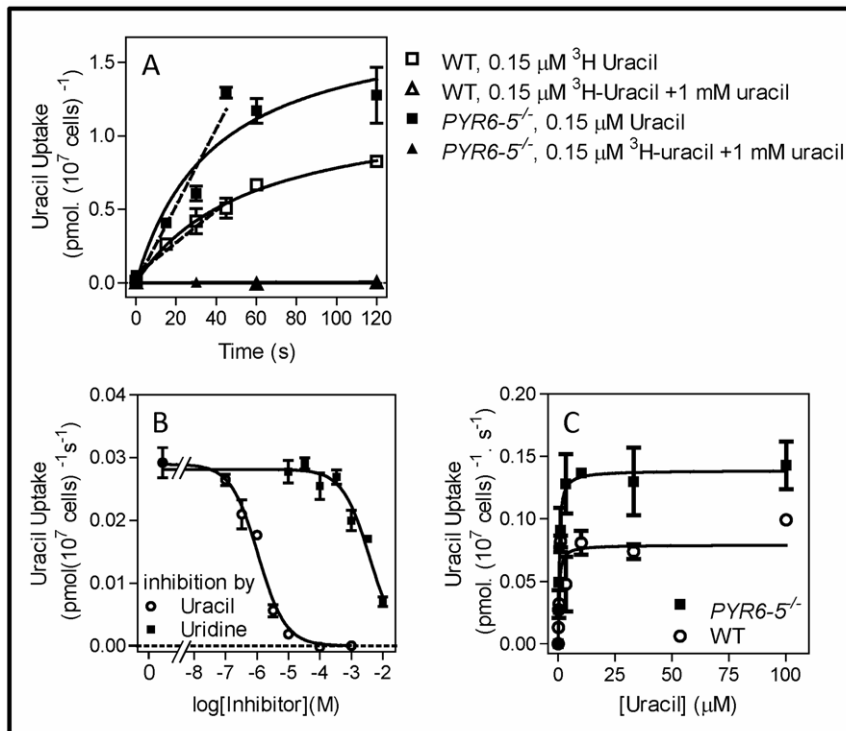 A
1.5
1.0
0.5
0.0
0 20 40 60 80 100 120
Time (s)
Uracil Uptake
(pmol. (10⁷ cells) ⁻¹)
WT, 0.15 μM ³H Uracil
WT, 0.15 μM ³H-Uracil +1 mM uracil
PYR6-5⁻/⁻, 0.15 μM Uracil
PYR6-5⁻/⁻, 0.15 μM ³H-uracil +1 mM uracil
B
0.04
0.03
0.02
0.01
0.00
inhibition by
Uracil
Uridine
0 -8 -7 -6 -5 -4 -3 -2
log[Inhibitor](M)
Uracil Uptake
(pmol(10⁷ cells) ⁻¹s⁻¹)
C
0.20
0.15
0.10
0.05
0.00
PYR6-5⁻/⁻
WT
0 25 50 75 100
[Uracil] (μM)
Uracil Uptake
(pmol. (10⁷ cells) ⁻¹. s⁻¹)